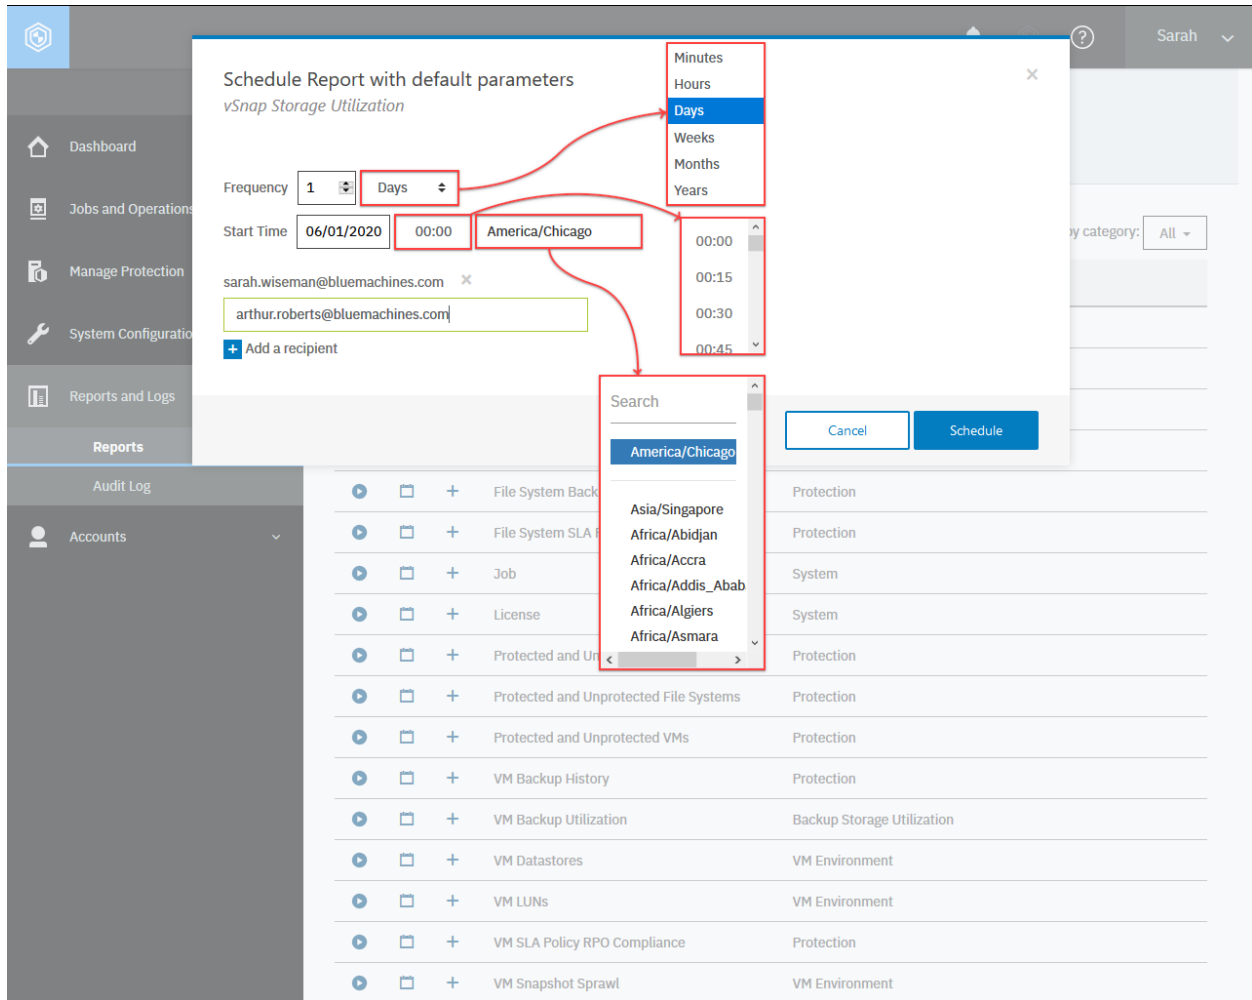 Sarah
Schedule Report with default parameters
vSnap Storage Utilization
Minutes
Hours
Days
Weeks
Months
Years
Frequency 1 Days
Start Time 06/01/2020 00:00 America/Chicago
00:00
00:15
00:30
00:45
sarah.wiseman@bluemachines.com
arthur.roberts@bluemachines.com
Add a recipient
Search
America/Chicago
Asia/Singapore
Africa/Abidjan
Africa/Accra
Africa/Addis_Abab
Africa/Algiers
Africa/Asmara
Cancel Schedule
Dashboard
Jobs and Operations
Manage Protection
System Configuratio
Reports and Logs
Reports
Audit Log
Accounts
by category: All
File System Back Protection
File System SLA Protection
Job System
License System
Protected and Un Protection
Protected and Unprotected File Systems Protection
Protected and Unprotected VMs Protection
VM Backup History Protection
VM Backup Utilization Backup Storage Utilization
VM Datastores VM Environment
VM LUNs VM Environment
VM SLA Policy RPO Compliance Protection
VM Snapshot Sprawl VM Environment